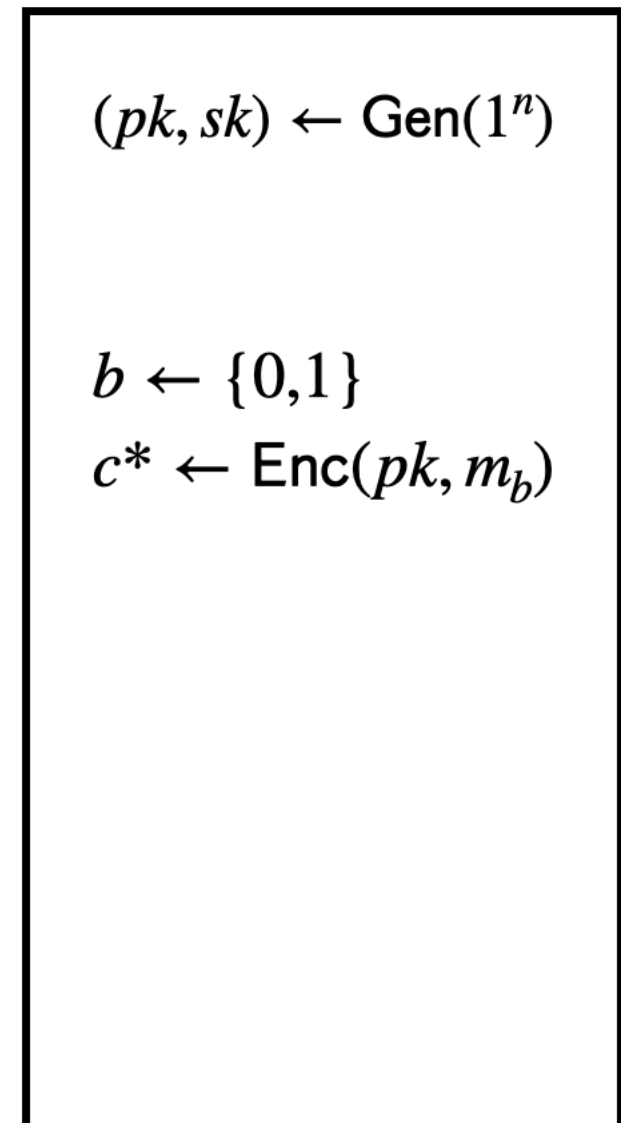 (pk, sk) ← Gen(1ⁿ)
b ← {0,1}
c* ← Enc(pk, m_b)